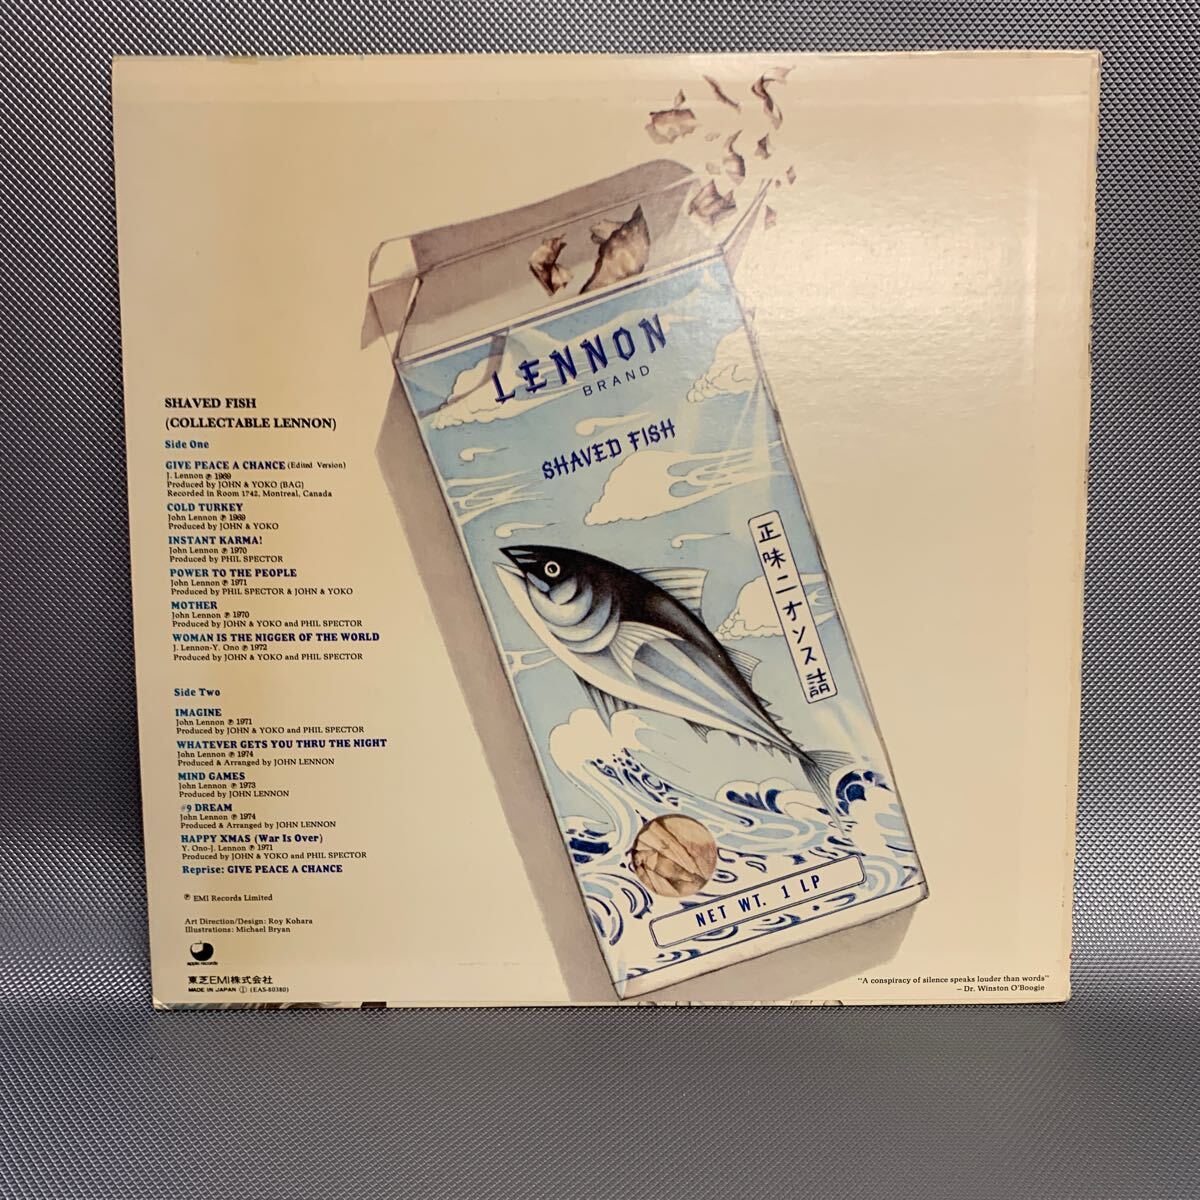 SHAVED FISH
(COLLECTABLE LENNON)
Side One
GIVE PEACE A CHANCE (Edited Version)
J. Lennon ℗ 1969
Produced by JOHN & YOKO (BAG)
Recorded in Room 1742, Montreal, Canada
COLD TURKEY
John Lennon ℗ 1969
Produced by JOHN & YOKO
INSTANT KARMA!
John Lennon ℗ 1970
Produced by PHIL SPECTOR
POWER TO THE PEOPLE
John Lennon ℗ 1971
Produced by PHIL SPECTOR & JOHN & YOKO
MOTHER
John Lennon ℗ 1970
Produced by JOHN & YOKO and PHIL SPECTOR
WOMAN IS THE NIGGER OF THE WORLD
J. Lennon-Y. Ono ℗ 1972
Produced by JOHN & YOKO and PHIL SPECTOR
Side Two
IMAGINE
John Lennon ℗ 1971
Produced by JOHN & YOKO and PHIL SPECTOR
WHATEVER GETS YOU THRU THE NIGHT
John Lennon ℗ 1974
Produced & Arranged by JOHN LENNON
MIND GAMES
John Lennon ℗ 1973
Produced by JOHN LENNON
#9 DREAM
John Lennon ℗ 1974
Produced & Arranged by JOHN LENNON
HAPPY XMAS (War Is Over)
Y. Ono-J. Lennon ℗ 1971
Produced by JOHN & YOKO and PHIL SPECTOR
Reprise: GIVE PEACE A CHANCE
℗ EMI Records Limited
Art Direction/Design: Roy Kohara
Illustrations: Michael Bryan
apple records
東芝EMI株式会社
MADE IN JAPAN Ⓘ (EAS-80380)
LENNON
BRAND
SHAVED FISH
正味二オンス詰
NET WT. 1 LP
"A conspiracy of silence speaks louder than words"
– Dr. Winston O'Boogie